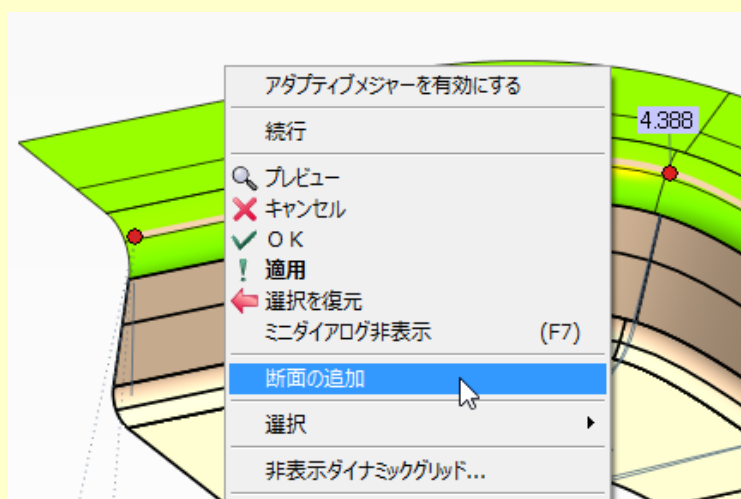 アダプティブメジャーを有効にする
4.388
続行
プレビュー
キャンセル
ＯＫ
適用
選択を復元
ミニダイアログ非表示 (F7)
断面の追加
選択
非表示ダイナミックグリッド...